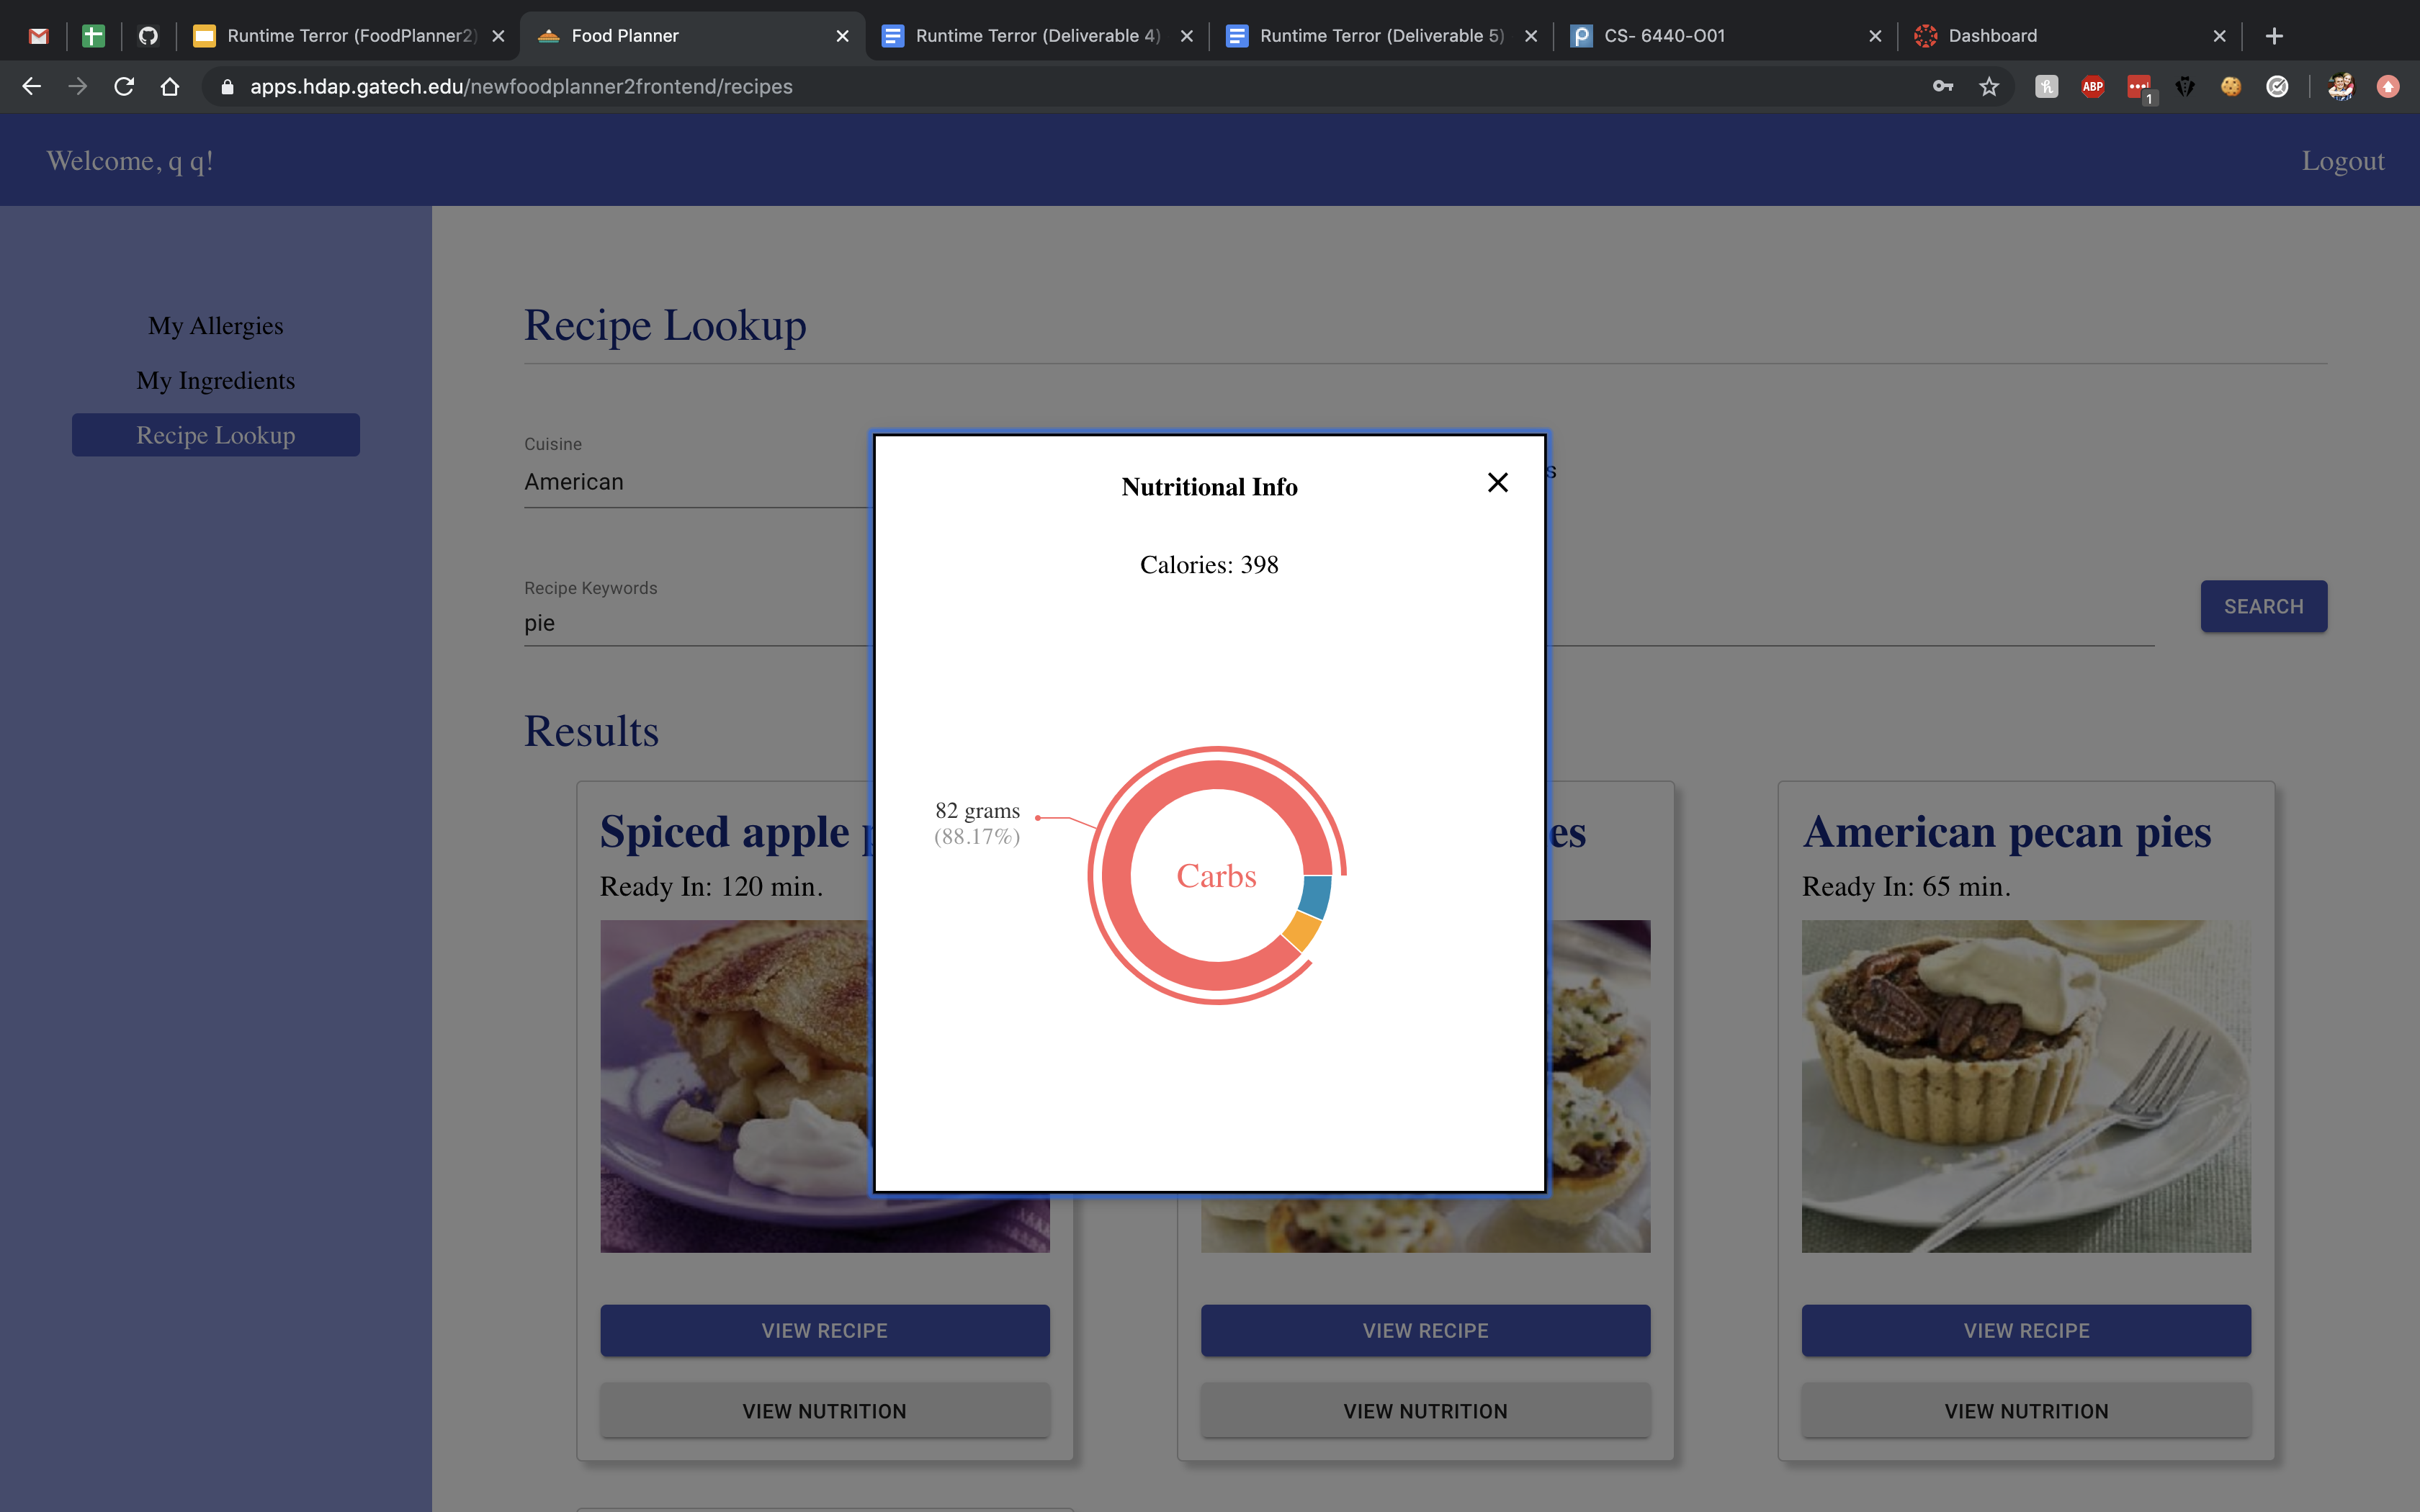 Runtime Terror (FoodPlanner2)
Food Planner
Runtime Terror (Deliverable 4)
Runtime Terror (Deliverable 5)
CS- 6440-O01
Dashboard
apps.hdap.gatech.edu/newfoodplanner2frontend/recipes
ABP
1
Welcome, q q!
Logout
My Allergies
My Ingredients
Recipe Lookup
Recipe Lookup
Cuisine
American
s
Recipe Keywords
pie
SEARCH
Nutritional Info
Calories: 398
82 grams
(88.17%)
Carbs
Results
Spiced apple
Ready In: 120 min.
es
American pecan pies
Ready In: 65 min.
VIEW RECIPE
VIEW NUTRITION
VIEW RECIPE
VIEW NUTRITION
VIEW RECIPE
VIEW NUTRITION